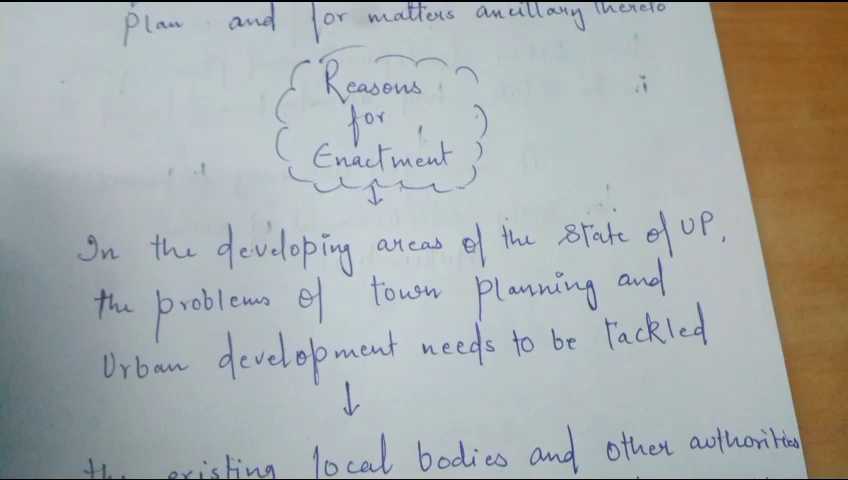 plan and for matters ancillary thereto
Reasons
for
Enactment
In the developing areas of the State of UP,
the problems of town planning and
Urban development needs to be tackled
the existing local bodies and other authorities